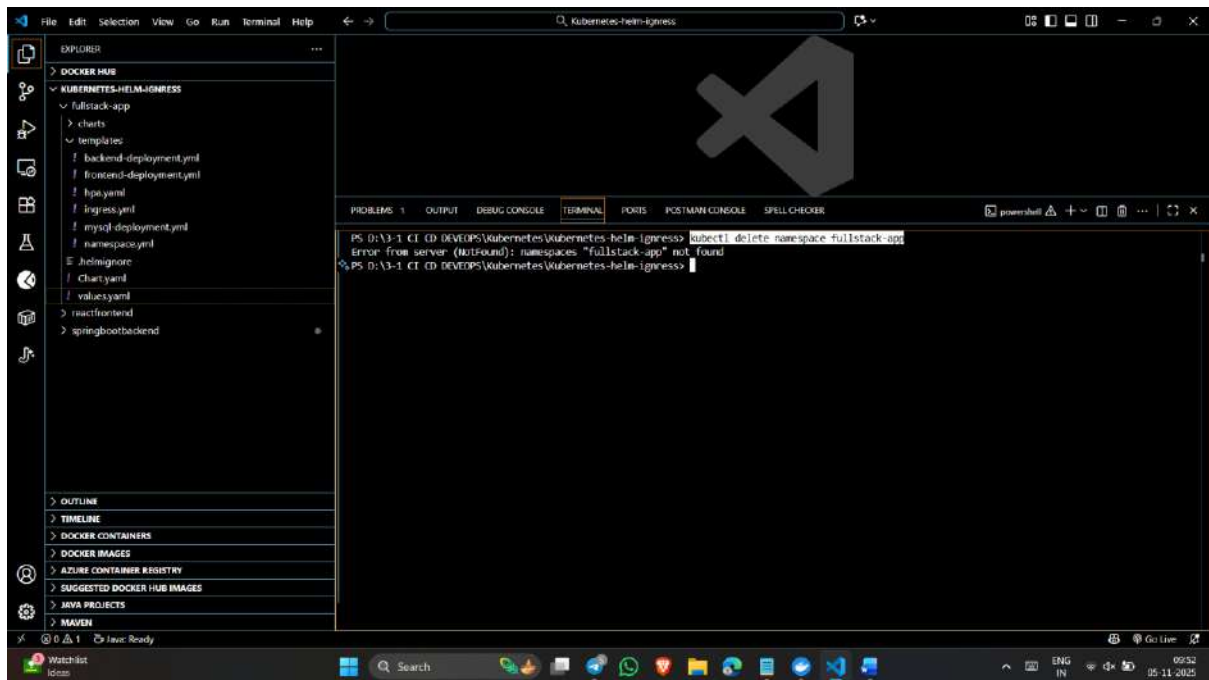 File Edit Selection View Go Run Terminal Help
Kubernetes-helm-ignress
EXPLORER
DOCKER HUB
KUBERNETES-HELM-IGNRESS
fullstack-app
charts
templates
backend-deployment.yml
frontend-deployment.yml
hpa.yaml
ingress.yml
mysql-deployment.yml
namespace.yml
.helmignore
Chart.yaml
values.yaml
reactfrontend
springbootbackend
OUTLINE
TIMELINE
DOCKER CONTAINERS
DOCKER IMAGES
AZURE CONTAINER REGISTRY
SUGGESTED DOCKER HUB IMAGES
JAVA PROJECTS
MAVEN
PROBLEMS 1 OUTPUT DEBUG CONSOLE TERMINAL PORTS POSTMAN CONSOLE SPELL CHECKER
powershell
PS D:\3-1 CI CD DEVEOPS\Kubernetes\Kubernetes-helm-ignress> kubectl delete namespace fullstack-app
Error from server (NotFound): namespaces "fullstack-app" not found
PS D:\3-1 CI CD DEVEOPS\Kubernetes\Kubernetes-helm-ignress>
0 1 Java: Ready
Go Live
3
Watchlist
Ideas
Search
ENG
IN
09:52
05-11-2025